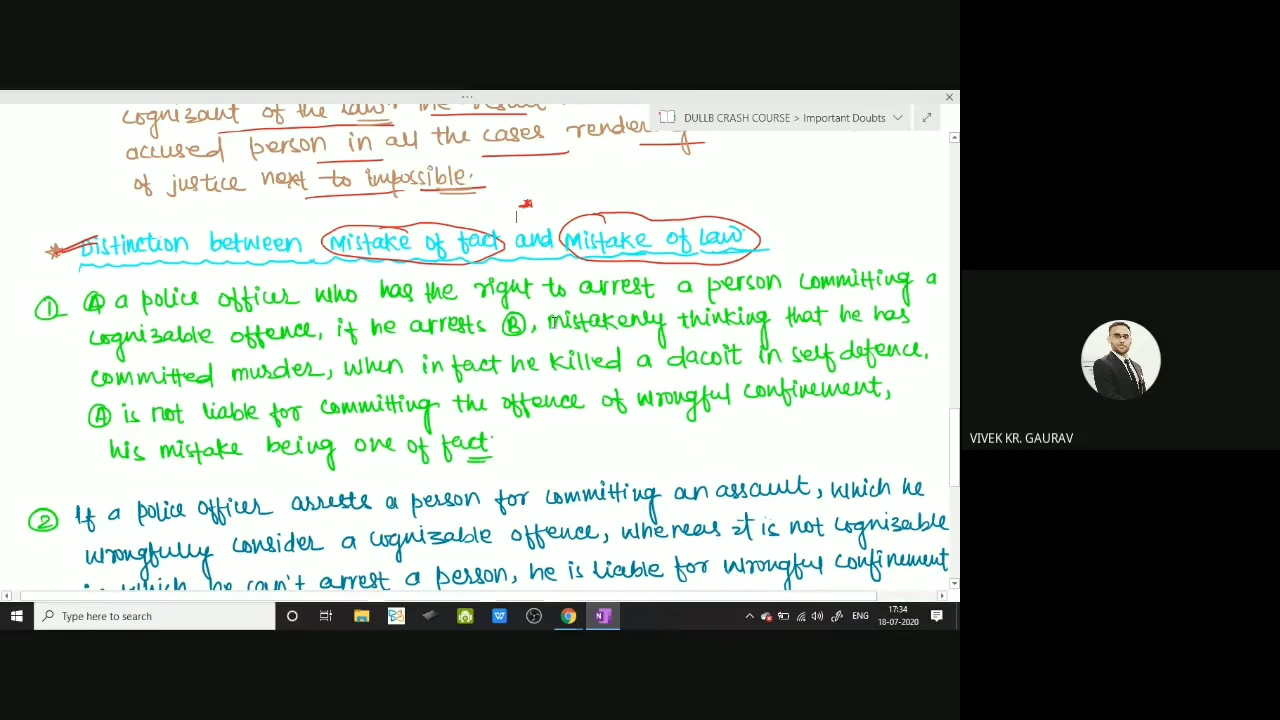 cognizant of the law. The result
DULLB CRASH COURSE > Important Doubts
accused person in all the cases
of justice next to impossible.
Distinction between Mistake of fact and Mistake of Law.
① Ⓐ a police officer who has the right to arrest a person committing a
cognizable offence, if he arrests Ⓑ, mistakenly thinking that he has
committed murder, when in fact he killed a dacoit in self defence.
Ⓐ is not liable for committing the offence of wrongful confinement,
his mistake being one of fact.
② If a police officer arrests a person for committing an assault, which he
wrongfully consider a cognizable offence, whereas it is not cognizable
in which he can't arrest a person, he is liable for wrongful confinement
VIVEK KR. GAURAV
Type here to search
ENG
17:34
18-07-2020